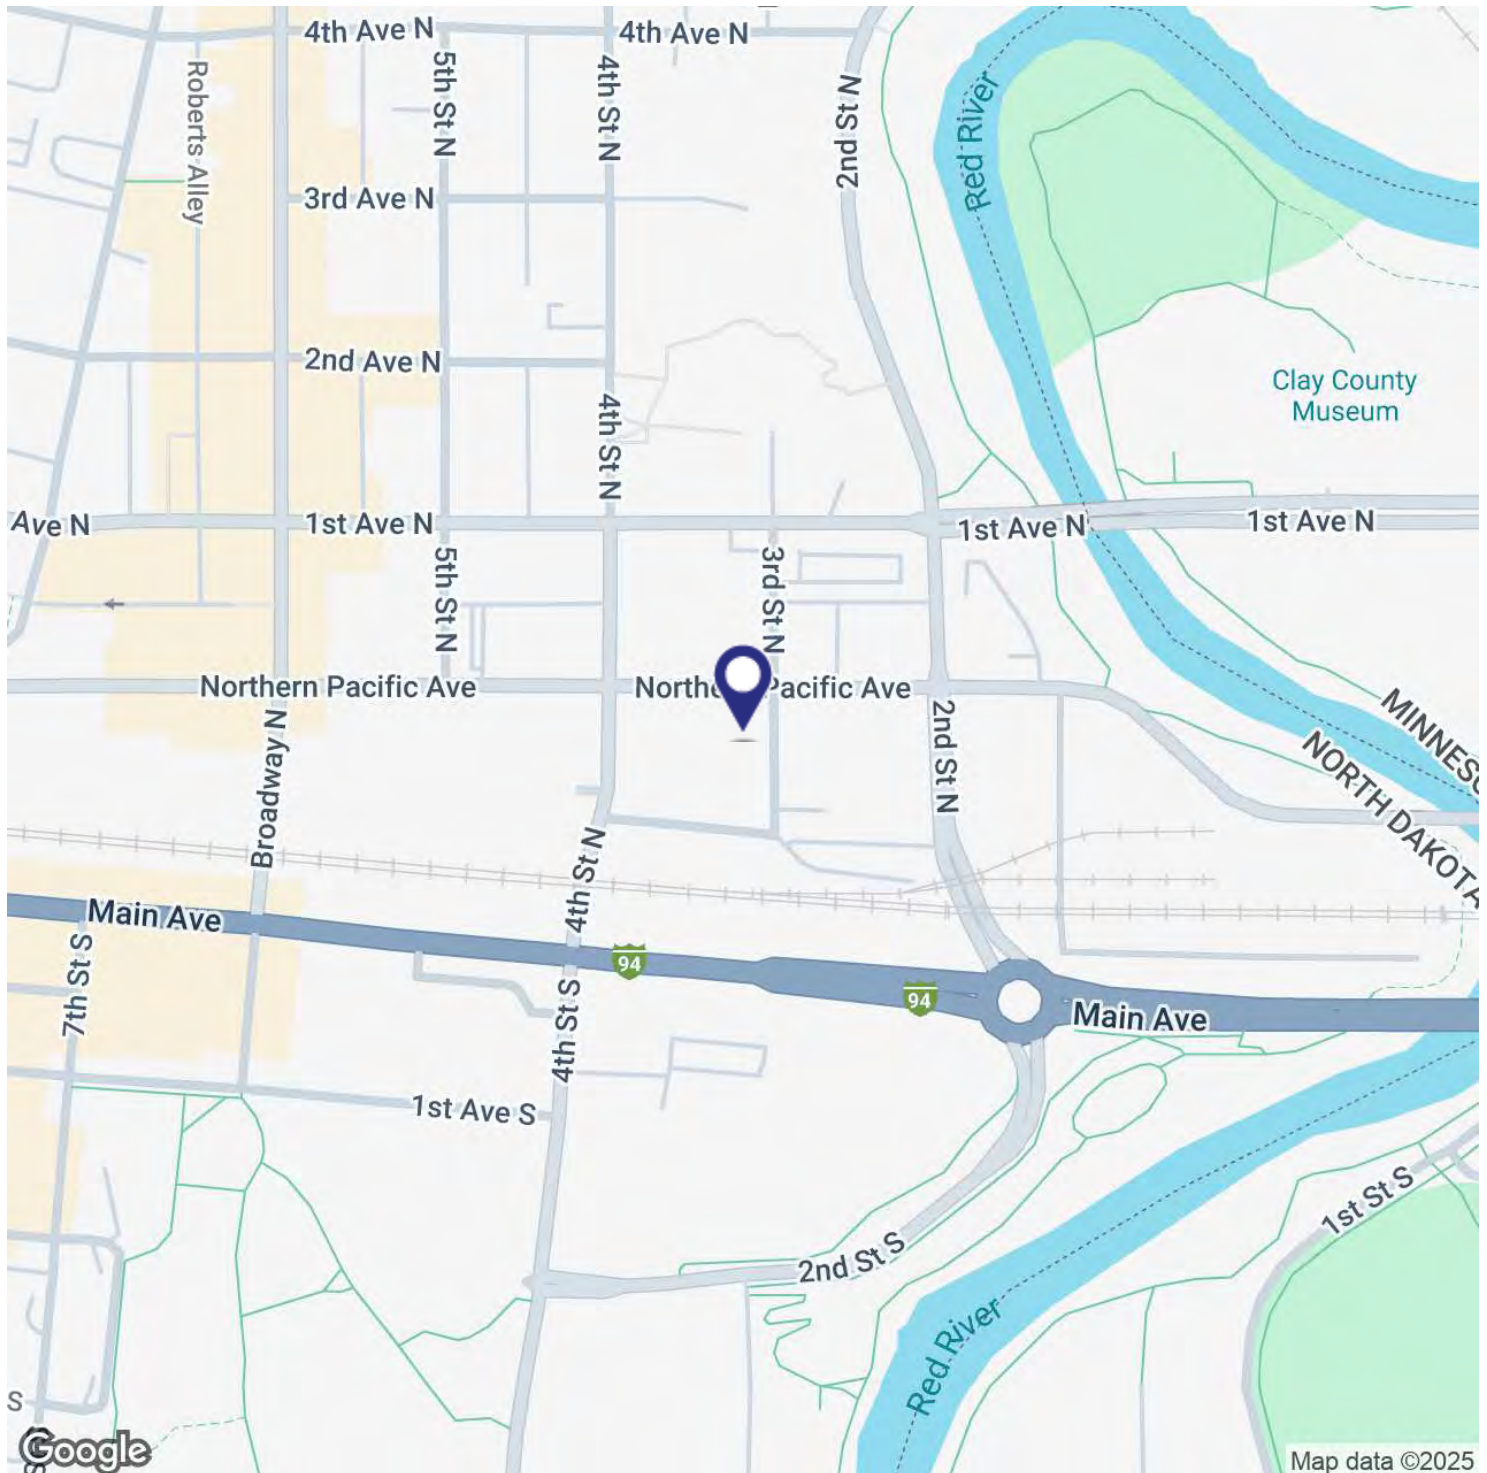 4th Ave N
4th Ave N
Roberts Alley
5th St N
4th St N
2nd St N
Red River
3rd Ave N
2nd Ave N
Clay County
Museum
4th St N
Ave N
1st Ave N
1st Ave N
1st Ave N
5th St N
3rd St N
Northern Pacific Ave
Pacific Ave
2nd St N
Broadway N
NORTH DAKOTA
4th St N
Main Ave
94
94
7th St S
4th St S
Main Ave
1st Ave S
1st St S
2nd St S
Red River
S
Google
Map data ©2025